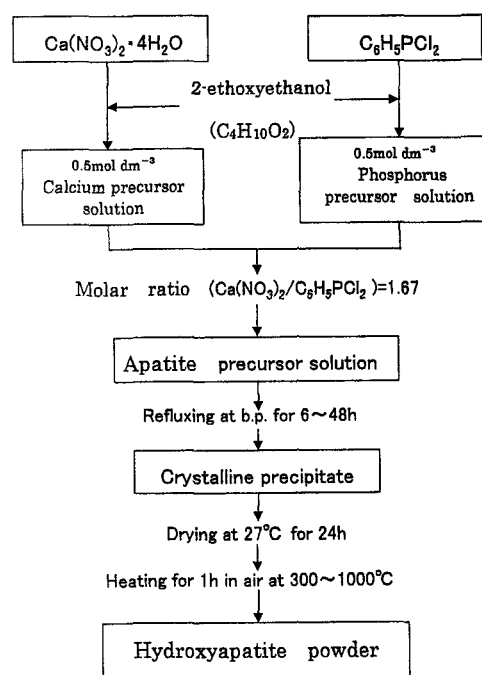 Ca(NO₃)₂・4H₂O
C₆H₅PCl₂
2-ethoxyethanol
(C₄H₁₀O₂)
0.5mol dm⁻³
Calcium precursor
solution
0.5mol dm⁻³
Phosphorus
precursor solution
Molar ratio (Ca(NO₃)₂/C₆H₅PCl₂)=1.67
Apatite precursor solution
Refluxing at b.p. for 6～48h
Crystalline precipitate
Drying at 27℃ for 24h
Heating for 1h in air at 300～1000℃
Hydroxyapatite powder